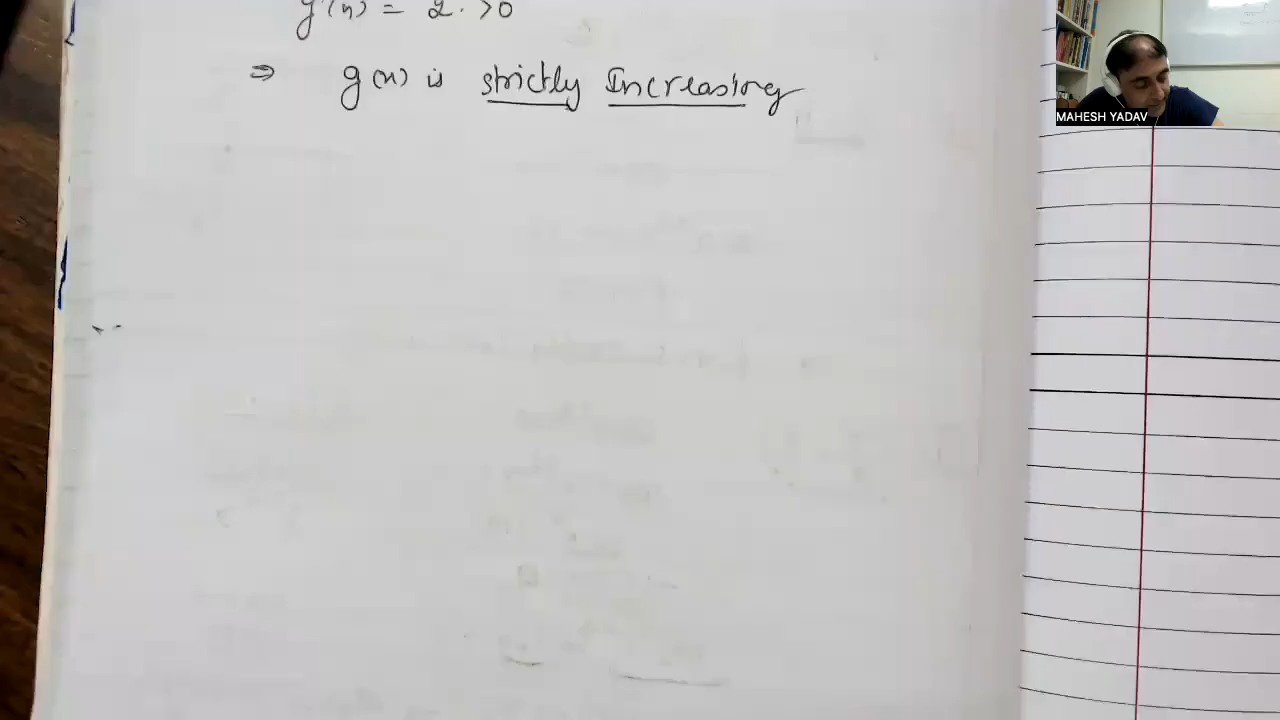 g'(x) = 2. >0
⇒ g(x) is strictly Increasing
MAHESH YADAV